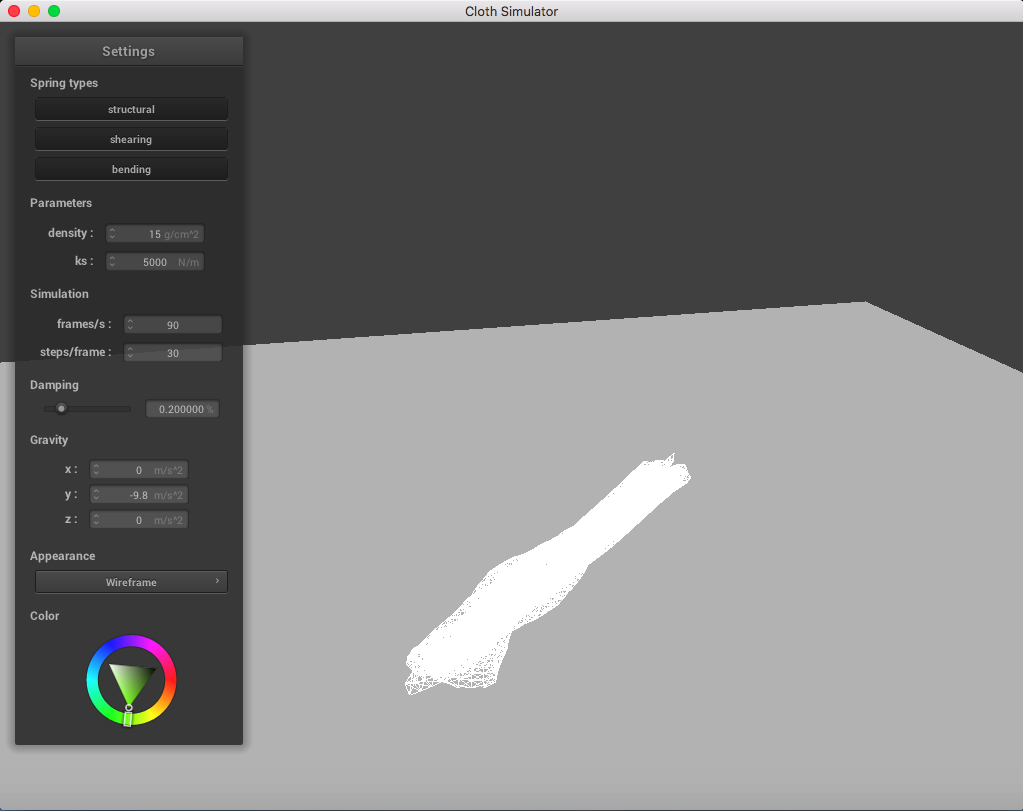 Cloth Simulator
Settings
Spring types
structural
shearing
bending
Parameters
density : 15 g/cm^2
ks : 5000 N/m
Simulation
frames/s : 90
steps/frame : 30
Damping
0.200000 %
Gravity
x : 0 m/s^2
y : -9.8 m/s^2
z : 0 m/s^2
Appearance
Wireframe
Color